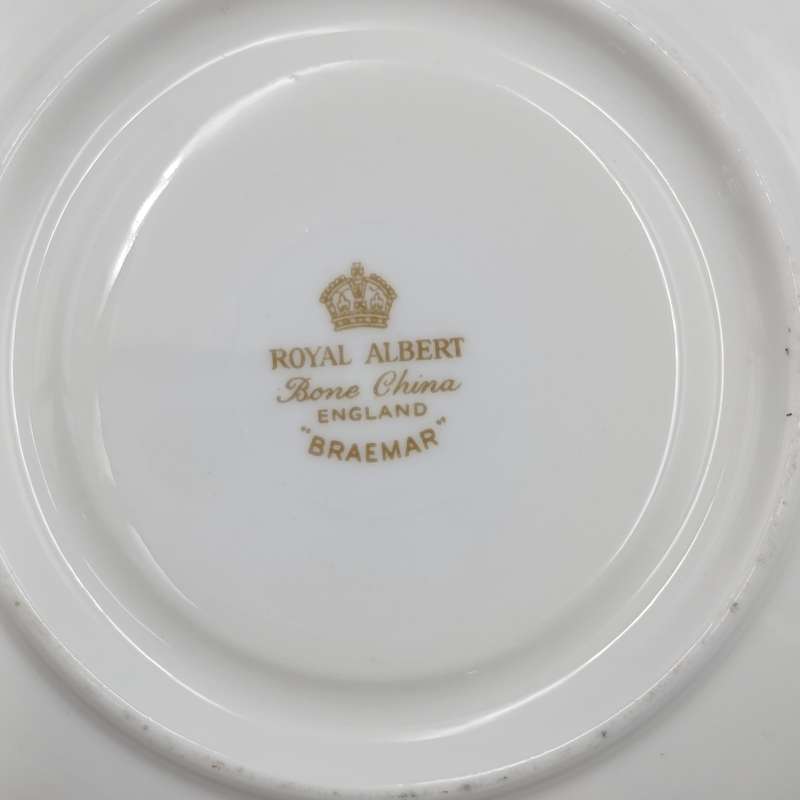 ROYAL ALBERT
Bone China
ENGLAND
"BRAEMAR"